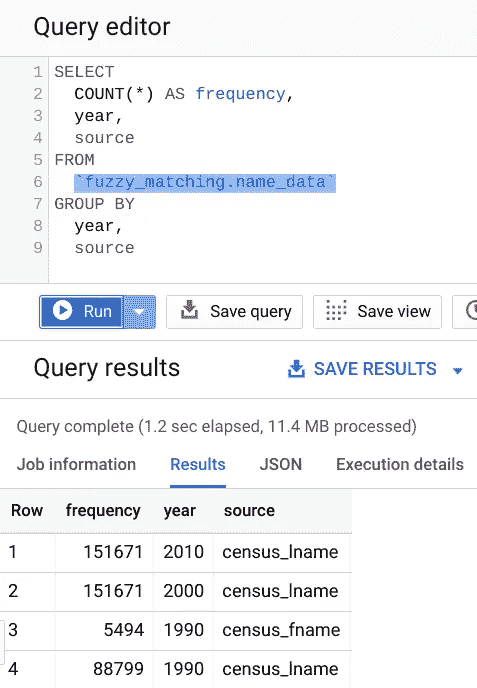 Query editor
1 SELECT
2 COUNT(*) AS frequency,
3 year,
4 source
5 FROM
6 `fuzzy_matching.name_data`
7 GROUP BY
8 year,
9 source
Run Save query Save view
Query results SAVE RESULTS
Query complete (1.2 sec elapsed, 11.4 MB processed)
Job information Results JSON Execution details
Row frequency year source
1 151671 2010 census_lname
2 151671 2000 census_lname
3 5494 1990 census_fname
4 88799 1990 census_lname